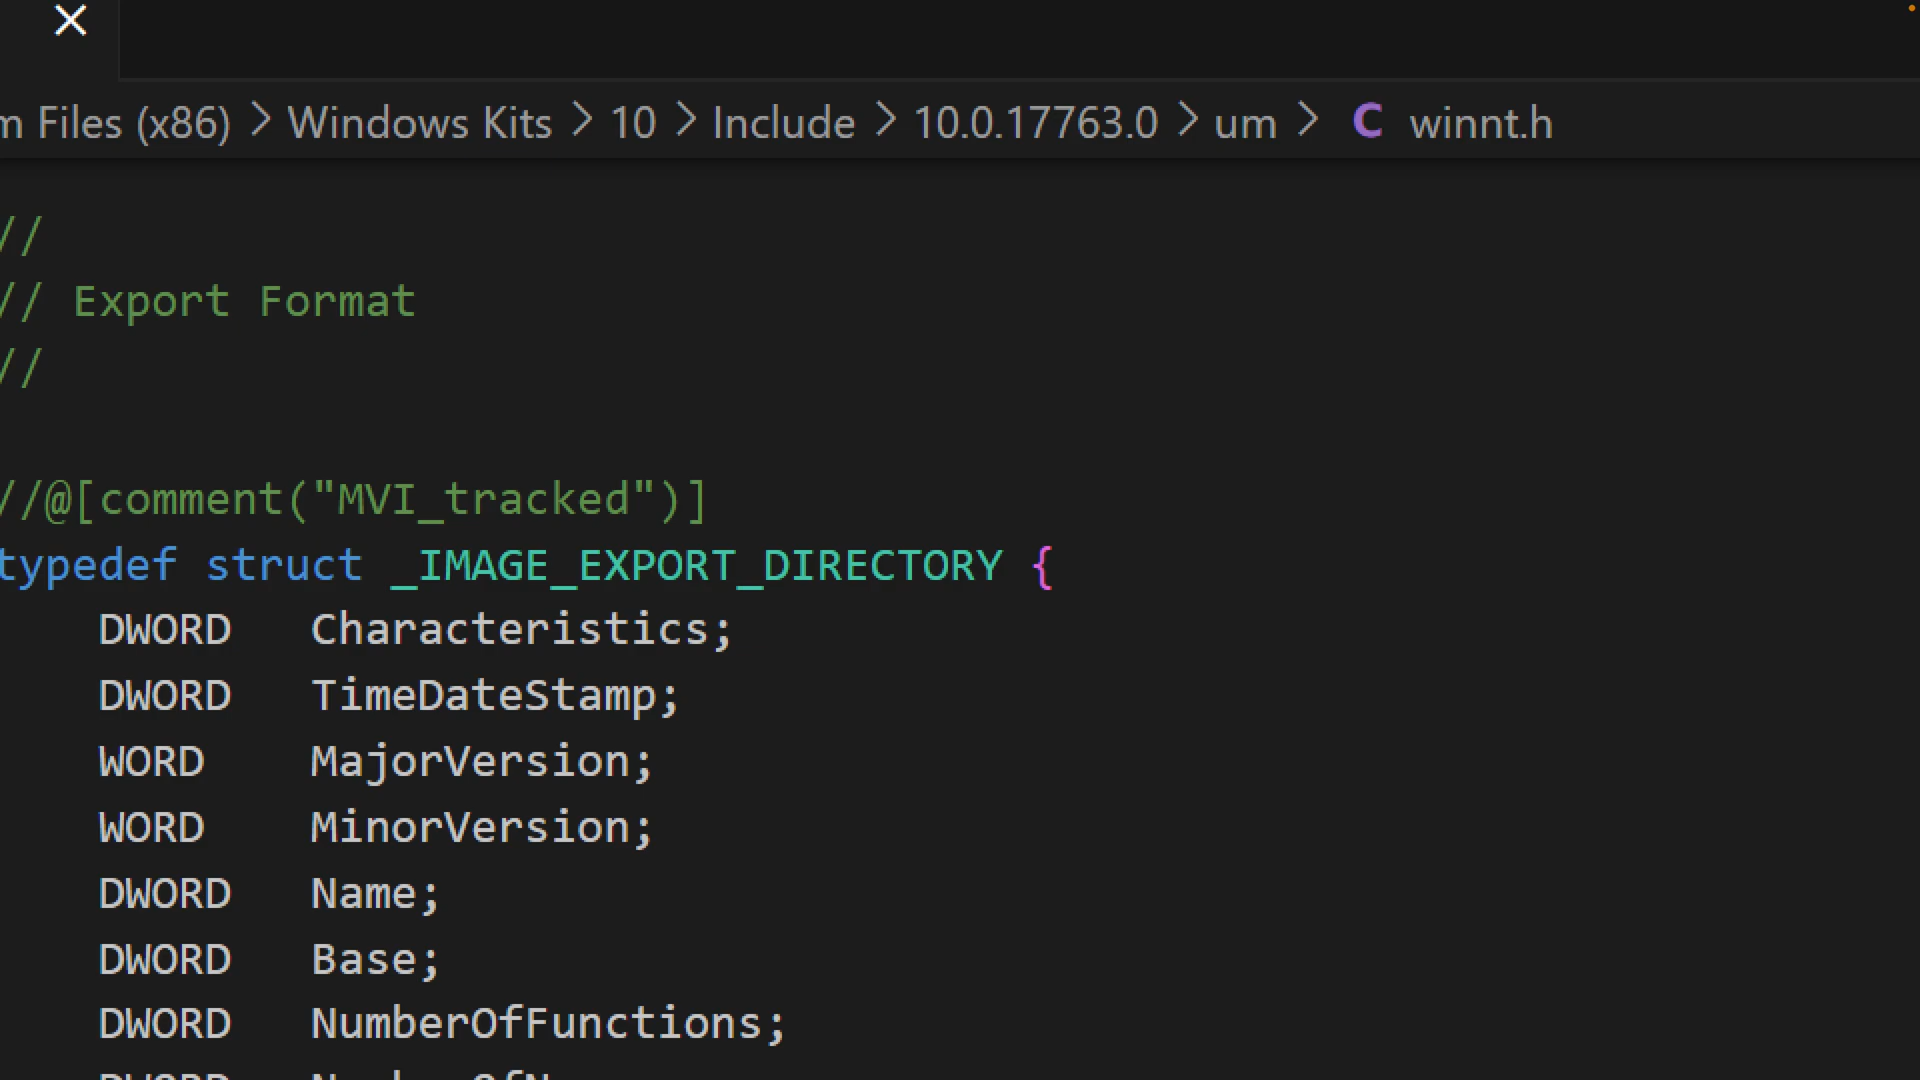 m Files (x86) > Windows Kits > 10 > Include > 10.0.17763.0 > um > C winnt.h
//
// Export Format
//
//@[comment("MVI_tracked")]
typedef struct _IMAGE_EXPORT_DIRECTORY {
DWORD Characteristics;
DWORD TimeDateStamp;
WORD MajorVersion;
WORD MinorVersion;
DWORD Name;
DWORD Base;
DWORD NumberOfFunctions;